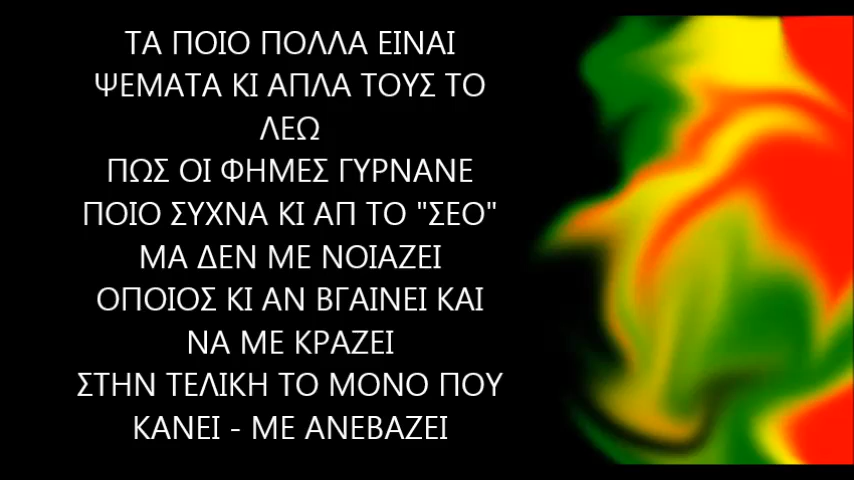 ΤΑ ΠΟΙΟ ΠΟΛΛΑ ΕΙΝΑΙ
ΨΕΜΑΤΑ ΚΙ ΑΠΛΑ ΤΟΥΣ ΤΟ
ΛΕΩ
ΠΩΣ ΟΙ ΦΗΜΕΣ ΓΥΡΝΑΝΕ
ΠΟΙΟ ΣΥΧΝΑ ΚΙ ΑΠ ΤΟ "ΣΕΟ"
ΜΑ ΔΕΝ ΜΕ ΝΟΙΑΖΕΙ
ΟΠΟΙΟΣ ΚΙ ΑΝ ΒΓΑΙΝΕΙ ΚΑΙ
ΝΑ ΜΕ ΚΡΑΖΕΙ
ΣΤΗΝ ΤΕΛΙΚΗ ΤΟ ΜΟΝΟ ΠΟΥ
ΚΑΝΕΙ - ΜΕ ΑΝΕΒΑΖΕΙ